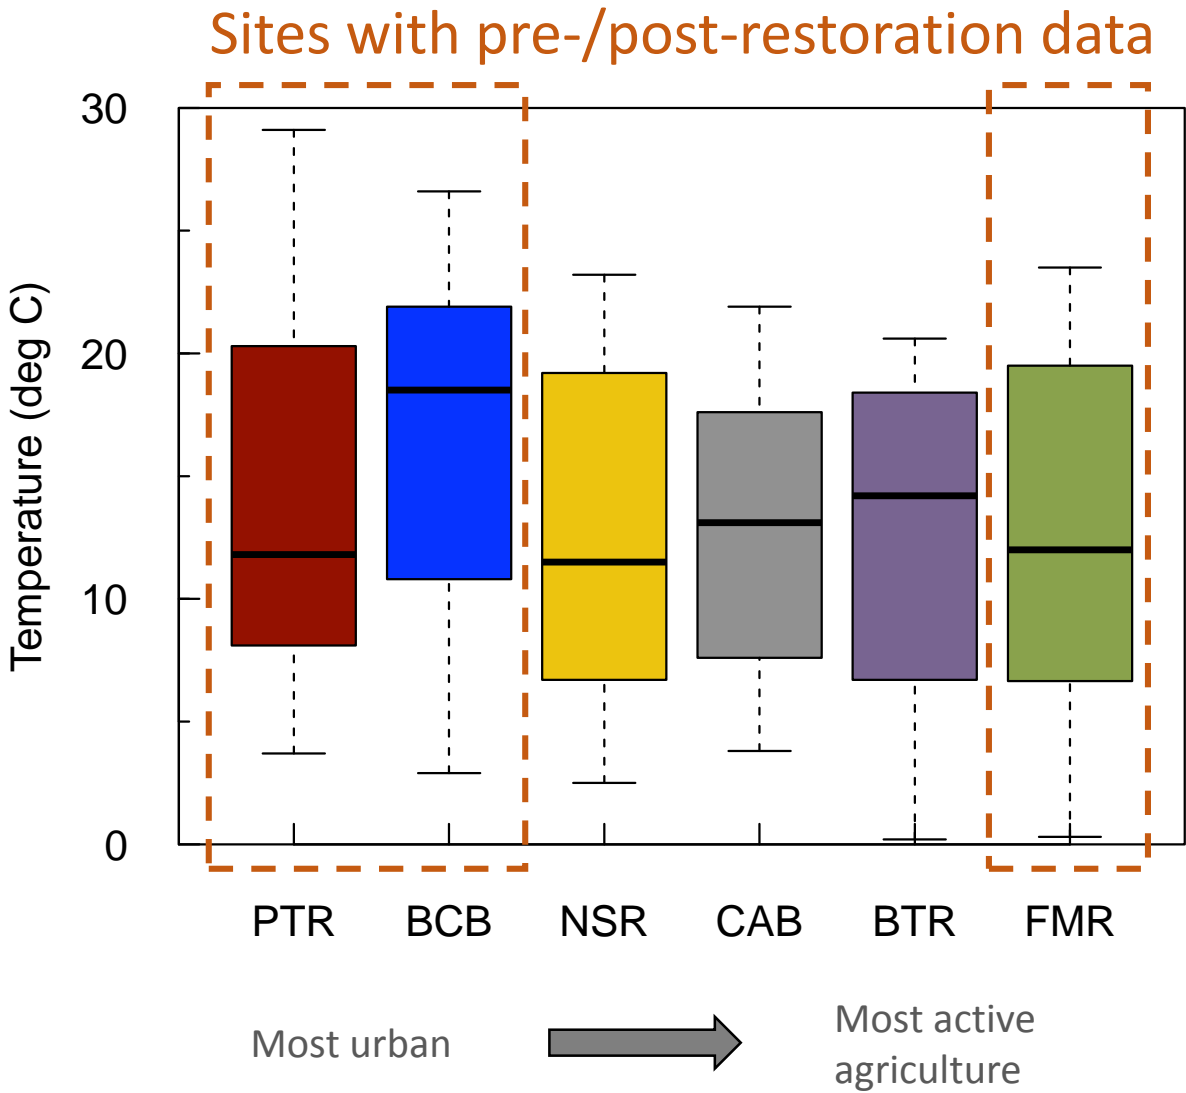 Sites with pre-/post-restoration data
30
20
10
0
Temperature (deg C)
PTR BCB NSR CAB BTR FMR
Most urban
Most active
agriculture